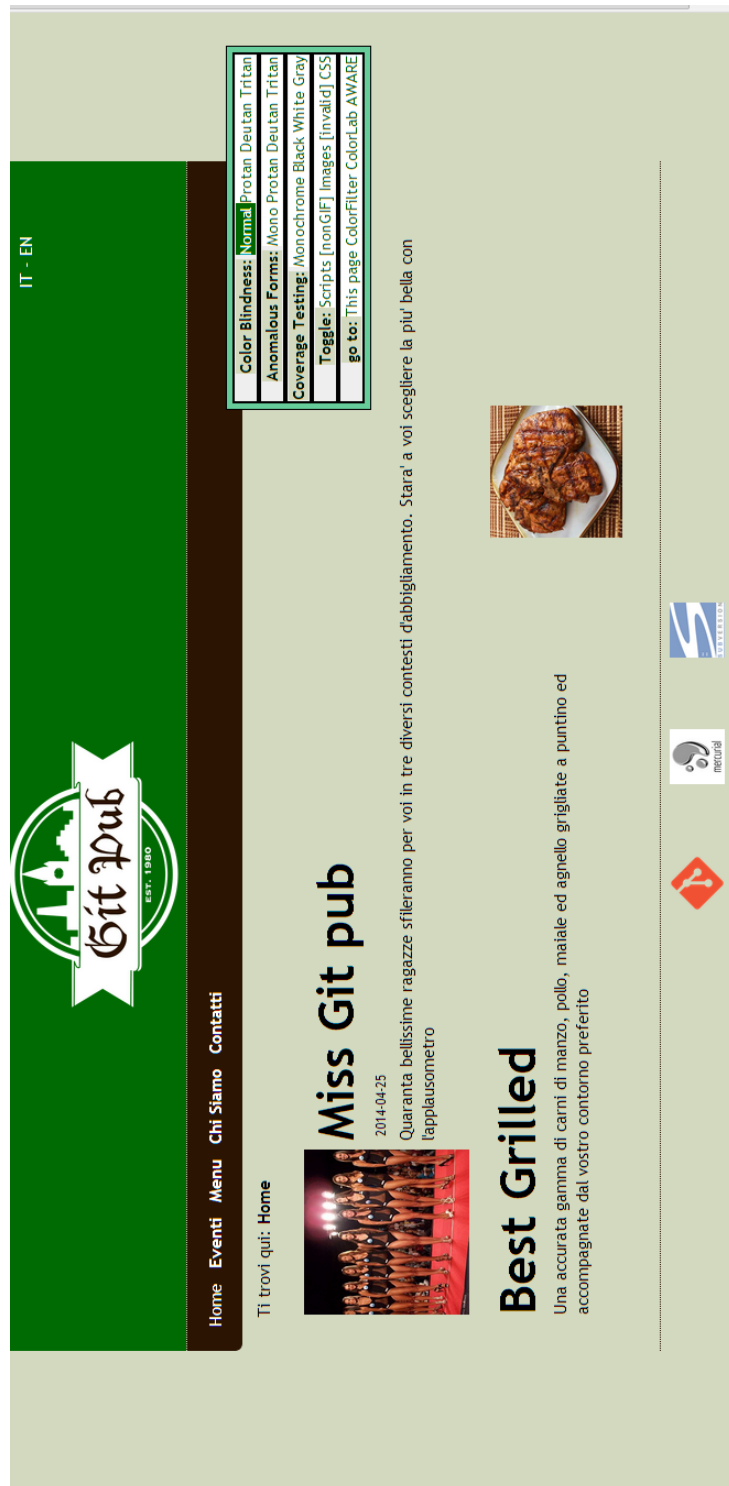 IT - EN
Git Pub
EST. 1980
Home Eventi Menu Chi Siamo Contatti
Color Blindness: Normal Protan Deutan Tritan
Anomalous Forms: Mono Protan Deutan Tritan
Coverage Testing: Monochrome Black White Gray
Toggle: Scripts [nonGIF] Images [invalid] CSS
go to: This page ColorFilter ColorLab AWARE
Ti trovi qui: Home
Miss Git pub
2014-04-25
Quaranta bellissime ragazze sfileranno per voi in tre diversi contesti d'abbigliamento. Stara' a voi scegliere la piu' bella con
l'applausometro
Best Grilled
Una accurata gamma di carni di manzo, pollo, maiale ed agnello grigliate a puntino ed
accompagnate dal vostro contorno preferito
mercurial
SUBVERSION